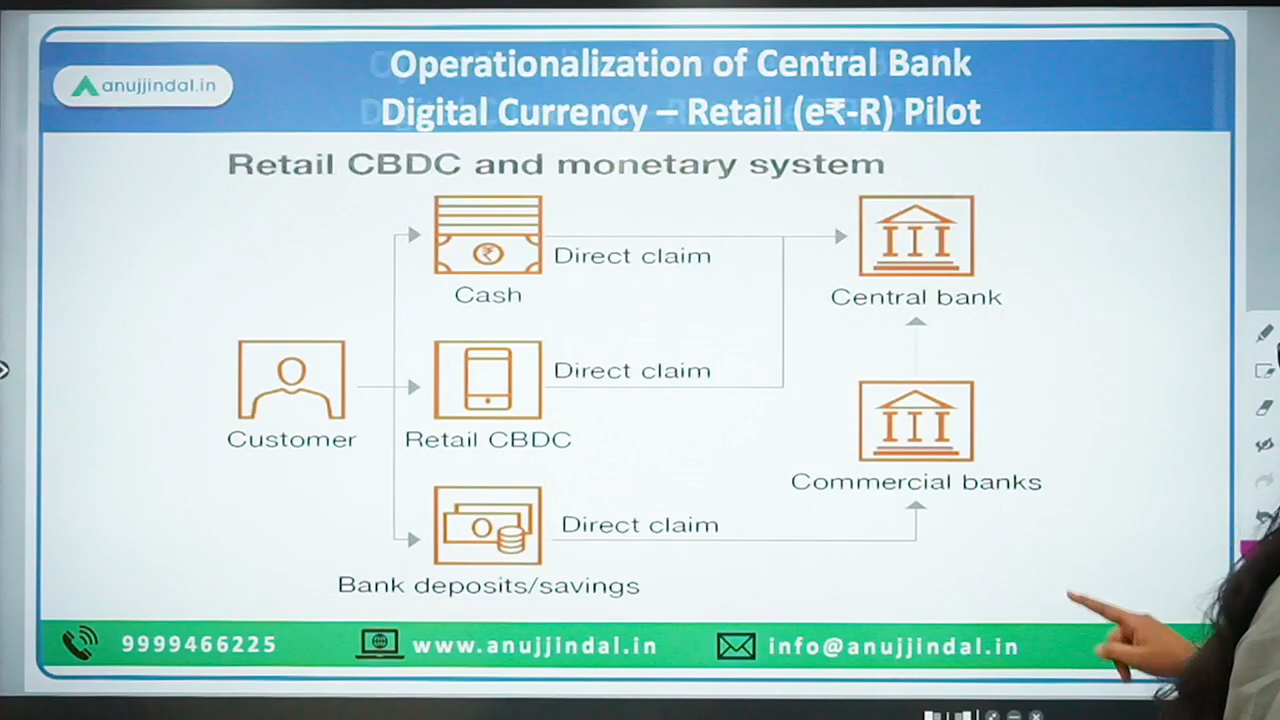 anujjindal.in
Operationalization of Central Bank
Digital Currency – Retail (e₹-R) Pilot
Retail CBDC and monetary system
₹
Direct claim
Cash
Central bank
Direct claim
Customer
Retail CBDC
Commercial banks
Direct claim
Bank deposits/savings
9999466225
www.anujjindal.in
info@anujjindal.in